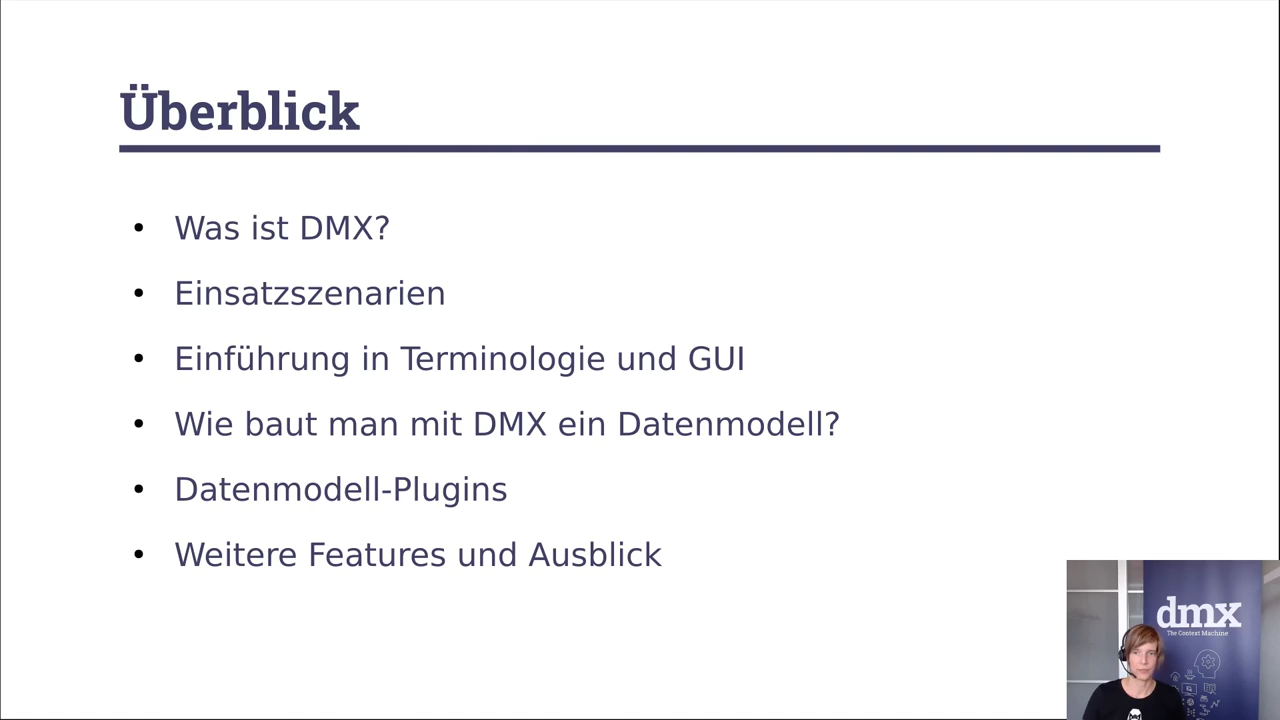 Überblick
• Was ist DMX?
• Einsatzszenarien
• Einführung in Terminologie und GUI
• Wie baut man mit DMX ein Datenmodell?
• Datenmodell-Plugins
• Weitere Features und Ausblick
dmx
The Context Machine